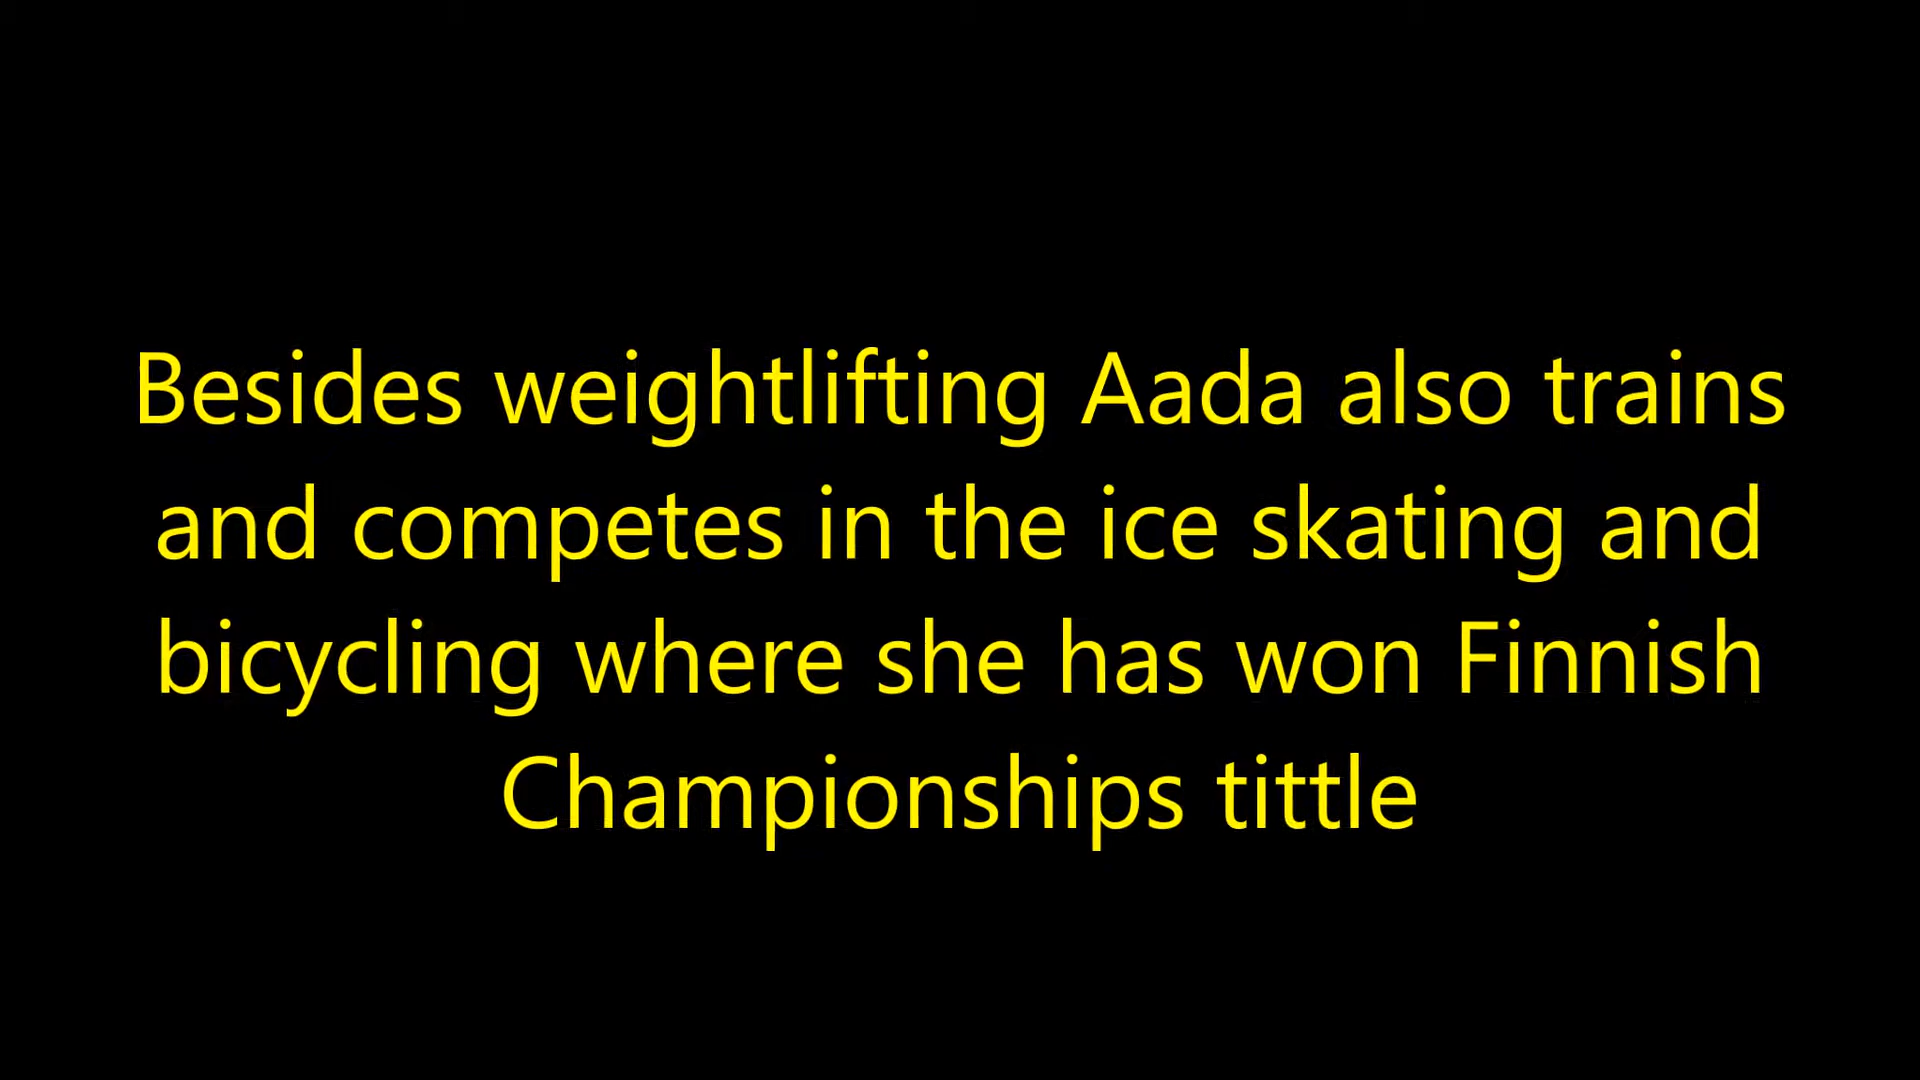 Besides weightlifting Aada also trains
and competes in the ice skating and
bicycling where she has won Finnish
Championships tittle